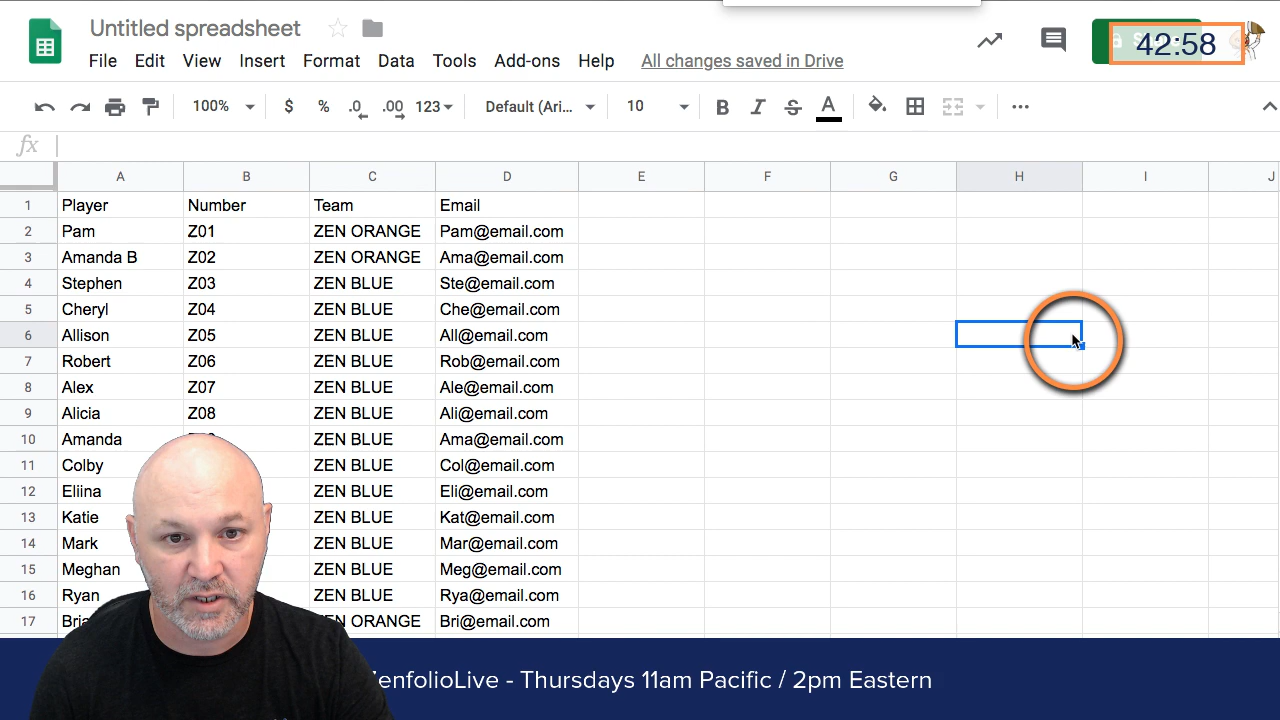 Untitled spreadsheet
42:58
File Edit View Insert Format Data Tools Add-ons Help All changes saved in Drive
100% $ % .0 .00 123 Default (Ari... 10 B I S A ...
fx
A B C D E F G H I J
1 Player Number Team Email
2 Pam Z01 ZEN ORANGE Pam@email.com
3 Amanda B Z02 ZEN ORANGE Ama@email.com
4 Stephen Z03 ZEN BLUE Ste@email.com
5 Cheryl Z04 ZEN BLUE Che@email.com
6 Allison Z05 ZEN BLUE All@email.com
7 Robert Z06 ZEN BLUE Rob@email.com
8 Alex Z07 ZEN BLUE Ale@email.com
9 Alicia Z08 ZEN BLUE Ali@email.com
10 Amanda ZEN BLUE Ama@email.com
11 Colby ZEN BLUE Col@email.com
12 Eliina ZEN BLUE Eli@email.com
13 Katie ZEN BLUE Kat@email.com
14 Mark ZEN BLUE Mar@email.com
15 Meghan ZEN BLUE Meg@email.com
16 Ryan ZEN BLUE Rya@email.com
17 ORANGE Bri@email.com
ZenfolioLive - Thursdays 11am Pacific / 2pm Eastern